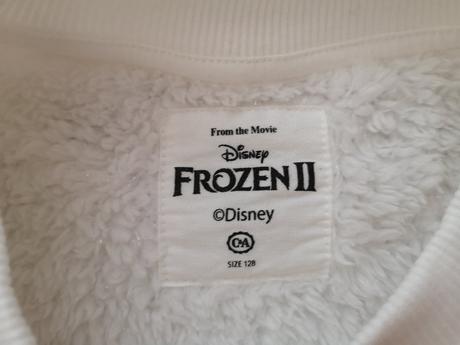 From the Movie
Disney
FROZEN II
©Disney
C&A
SIZE 128